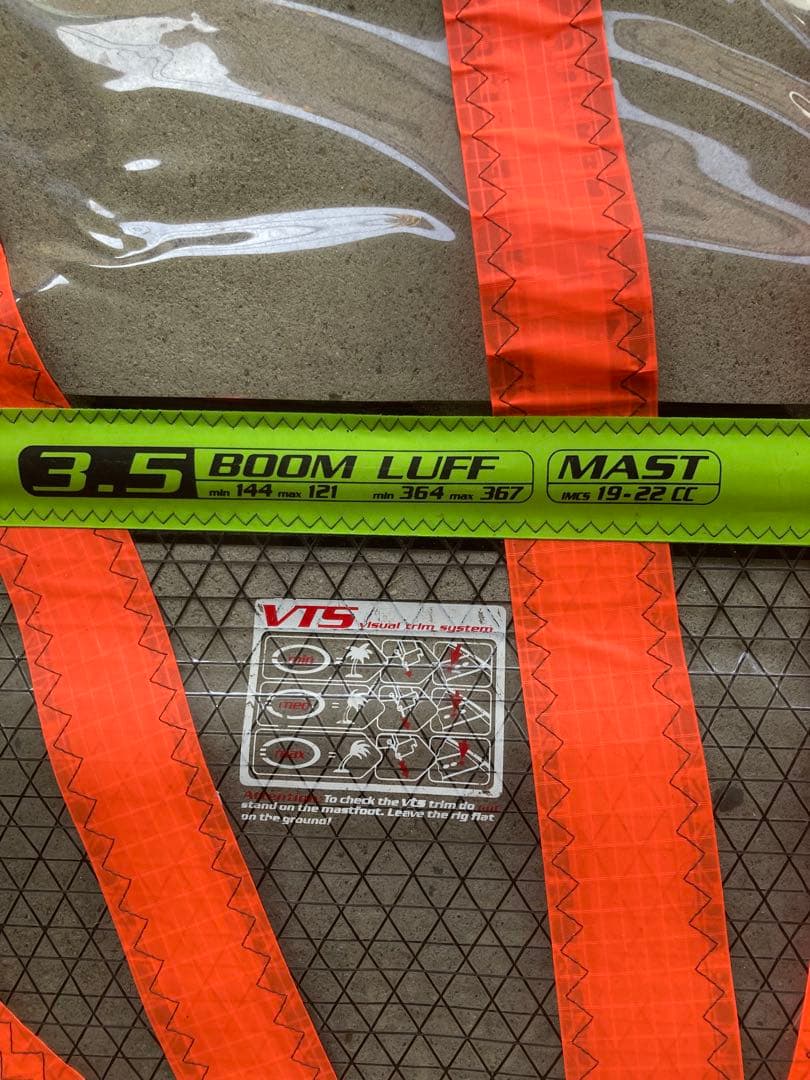 3.5 BOOM LUFF MAST
min 144 max 121 min 364 max 367 IMCS 19-22 CC
VTS visual trim system
min
=
med
=
max
=
Attention: To check the VTS trim do not
stand on the mastfoot. Leave the rig flat
on the ground!